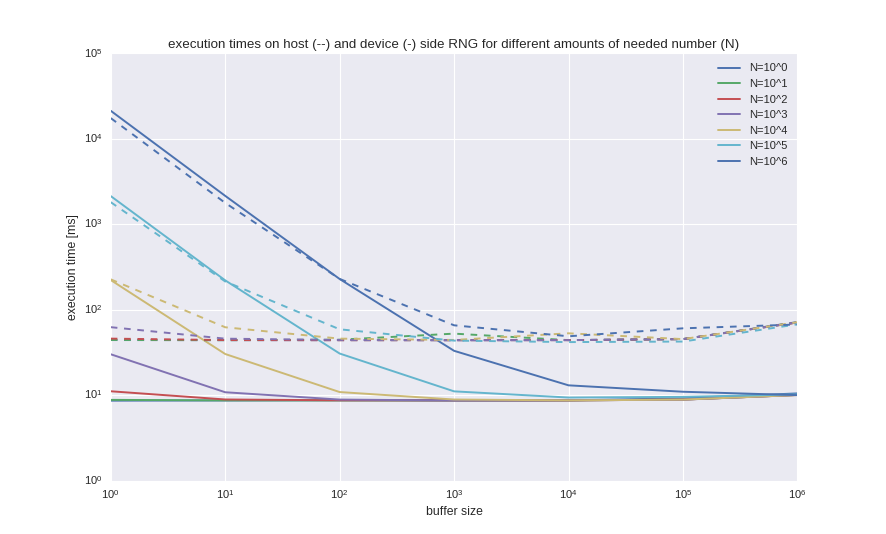 execution times on host (--) and device (-) side RNG for different amounts of needed number (N)
10⁵
10⁴
10³
10²
10¹
10⁰
execution time [ms]
N=10^0
N=10^1
N=10^2
N=10^3
N=10^4
N=10^5
N=10^6
10⁰ 10¹ 10² 10³ 10⁴ 10⁵ 10⁶
buffer size